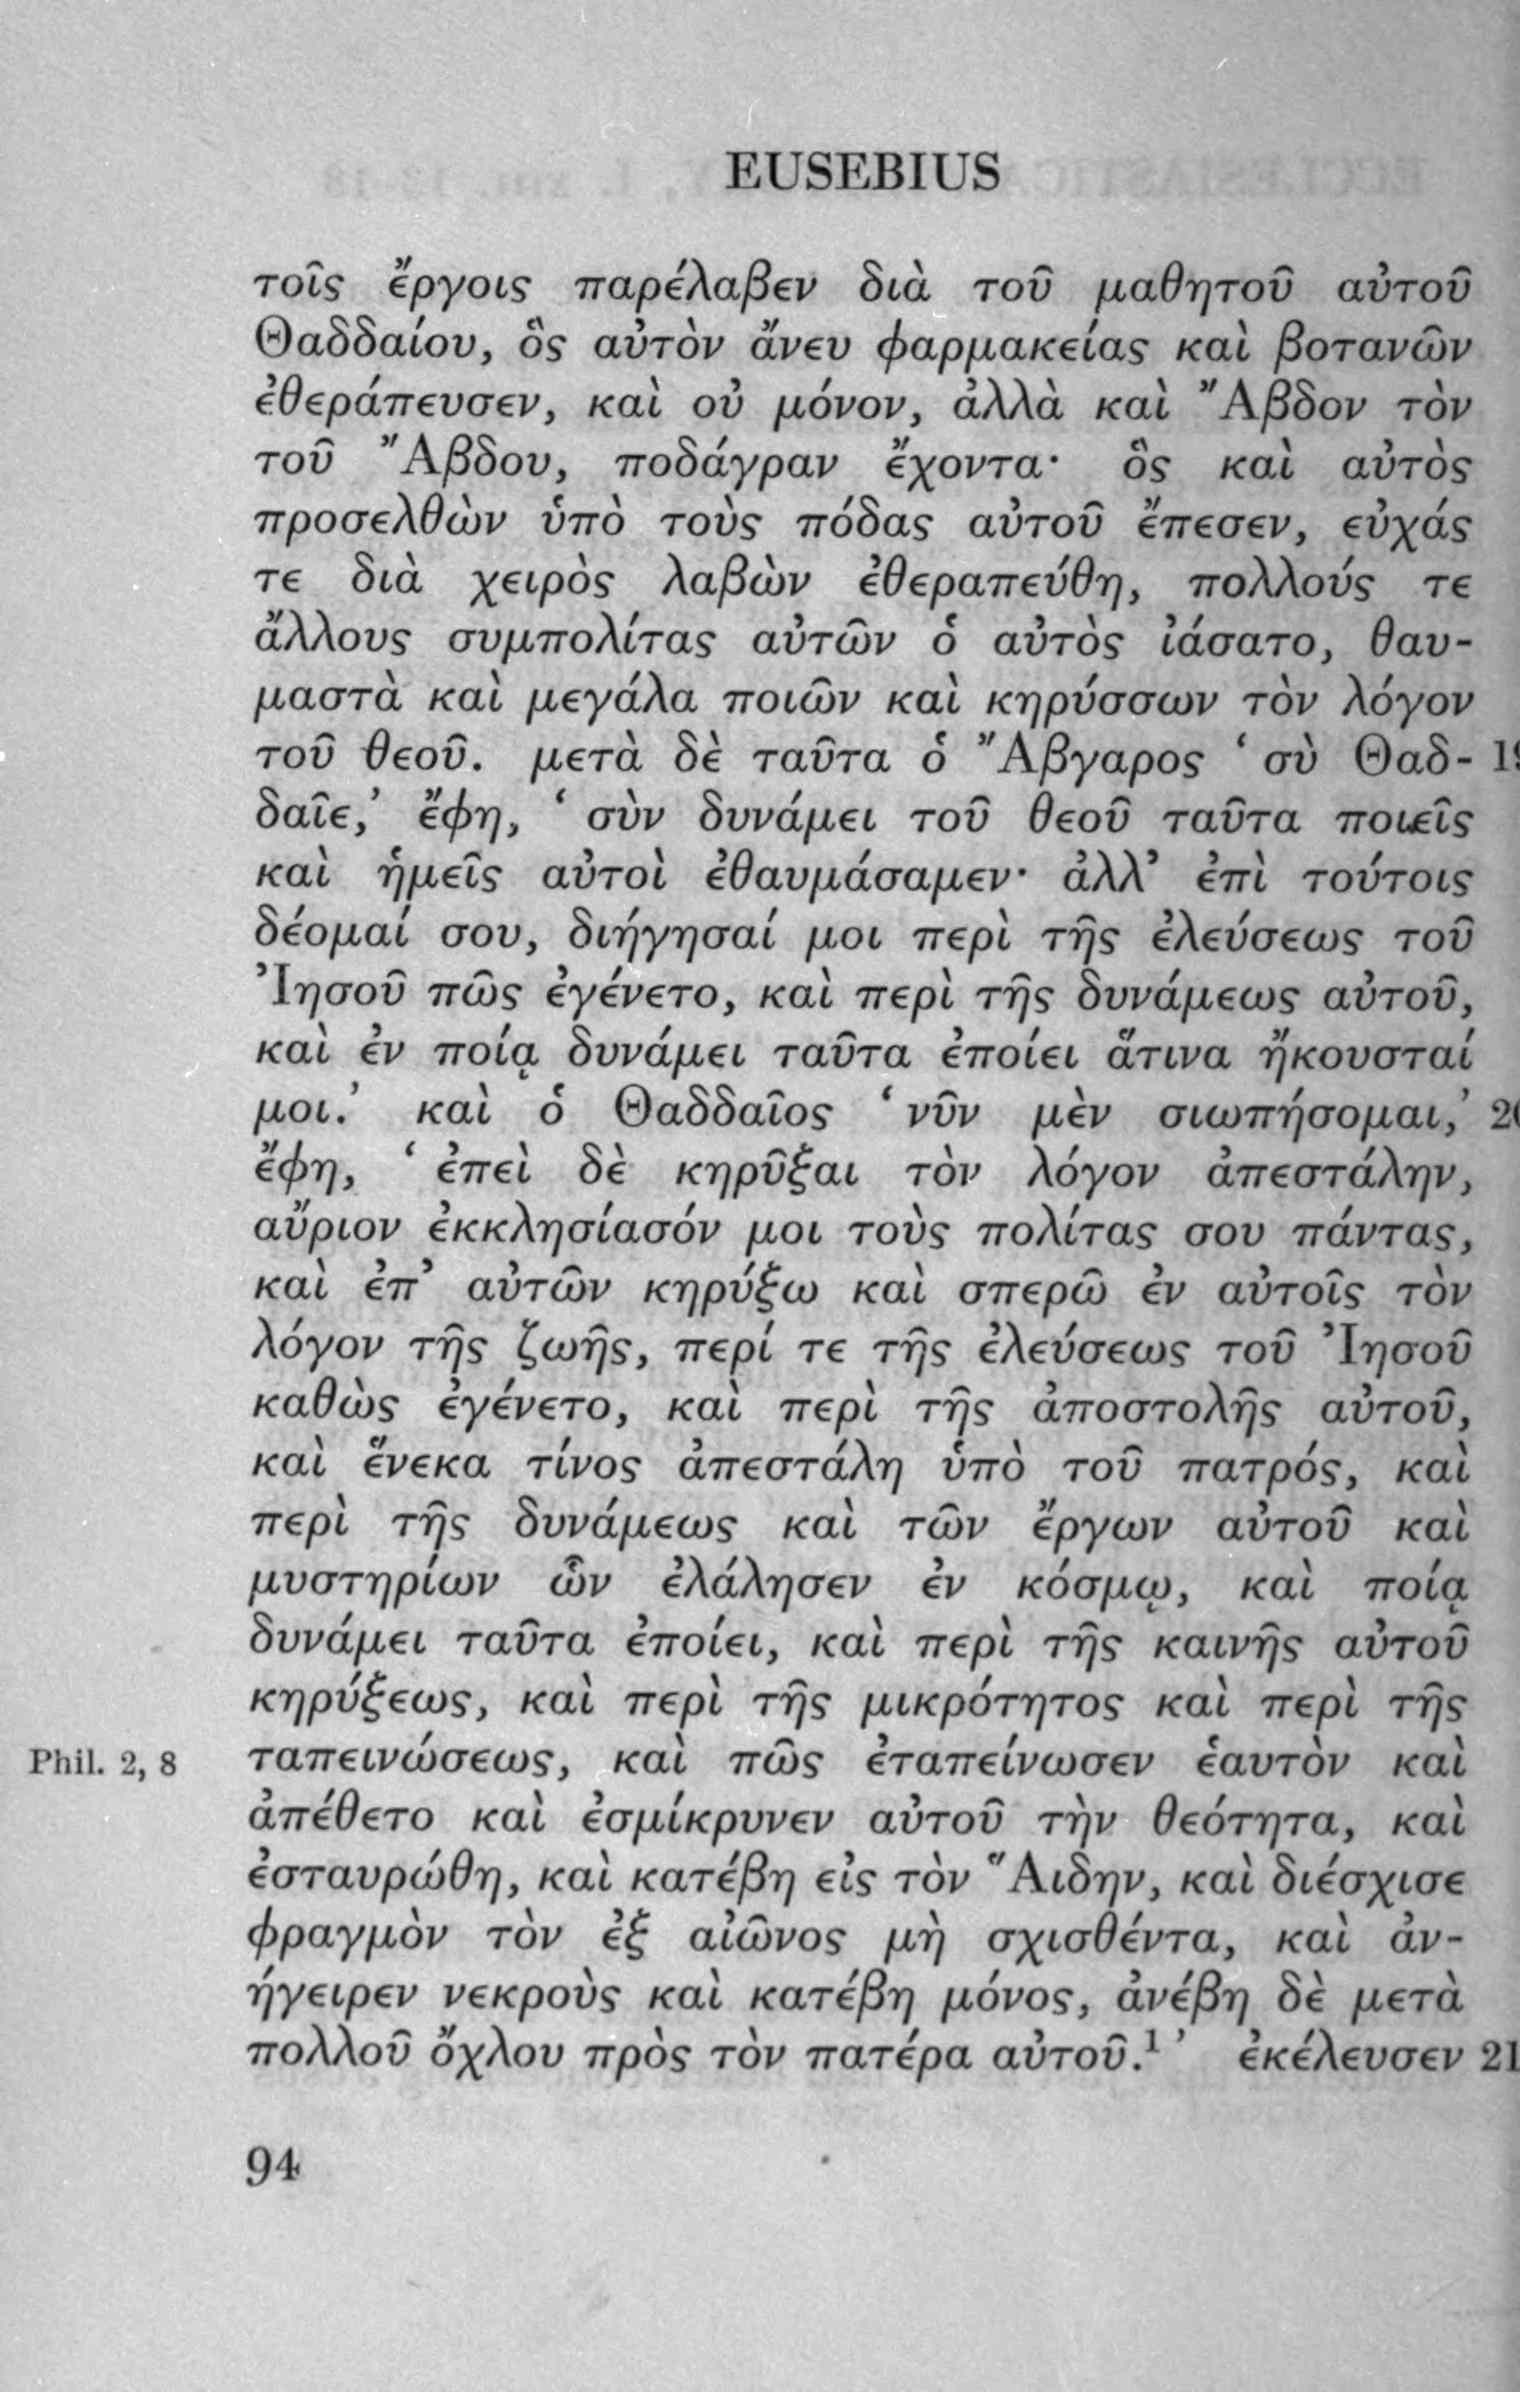 EUSEBIUS
τοῖς ἔργοις παρέλαβεν διὰ τοῦ μαθητοῦ αὐτοῦ
Θαδδαίου, ὃς αὐτὸν ἄνευ φαρμακείας καὶ βοτανῶν
ἐθεράπευσεν, καὶ οὐ μόνον, ἀλλὰ καὶ Ἄβδον τὸν
τοῦ Ἄβδου, ποδάγραν ἔχοντα· ὃς καὶ αὐτὸς
προσελθὼν ὑπὸ τοὺς πόδας αὐτοῦ ἔπεσεν, εὐχάς
τε διὰ χειρὸς λαβὼν ἐθεραπεύθη, πολλούς τε
ἄλλους συμπολίτας αὐτῶν ὁ αὐτὸς ἰάσατο, θαυ-
μαστὰ καὶ μεγάλα ποιῶν καὶ κηρύσσων τὸν λόγον
τοῦ θεοῦ. μετὰ δὲ ταῦτα ὁ Ἄβγαρος ‘ σὺ Θαδ- 19
δαῖε,’ ἔφη, ‘ σὺν δυνάμει τοῦ θεοῦ ταῦτα ποιεῖς
καὶ ἡμεῖς αὐτοὶ ἐθαυμάσαμεν· ἀλλ’ ἐπὶ τούτοις
δέομαί σου, διήγησαί μοι περὶ τῆς ἐλεύσεως τοῦ
Ἰησοῦ πῶς ἐγένετο, καὶ περὶ τῆς δυνάμεως αὐτοῦ,
καὶ ἐν ποίᾳ δυνάμει ταῦτα ἐποίει ἅτινα ἤκουσταί
μοι.’ καὶ ὁ Θαδδαῖος ‘ νῦν μὲν σιωπήσομαι,’ 20
ἔφη, ‘ ἐπεὶ δὲ κηρῦξαι τὸν λόγον ἀπεστάλην,
αὔριον ἐκκλησίασόν μοι τοὺς πολίτας σου πάντας,
καὶ ἐπ’ αὐτῶν κηρύξω καὶ σπερῶ ἐν αὐτοῖς τὸν
λόγον τῆς ζωῆς, περί τε τῆς ἐλεύσεως τοῦ Ἰησοῦ
καθὼς ἐγένετο, καὶ περὶ τῆς ἀποστολῆς αὐτοῦ,
καὶ ἕνεκα τίνος ἀπεστάλη ὑπὸ τοῦ πατρός, καὶ
περὶ τῆς δυνάμεως καὶ τῶν ἔργων αὐτοῦ καὶ
μυστηρίων ὧν ἐλάλησεν ἐν κόσμῳ, καὶ ποίᾳ
δυνάμει ταῦτα ἐποίει, καὶ περὶ τῆς καινῆς αὐτοῦ
κηρύξεως, καὶ περὶ τῆς μικρότητος καὶ περὶ τῆς
Phil. 2, 8 ταπεινώσεως, καὶ πῶς ἐταπείνωσεν ἑαυτὸν καὶ
ἀπέθετο καὶ ἐσμίκρυνεν αὐτοῦ τὴν θεότητα, καὶ
ἐσταυρώθη, καὶ κατέβη εἰς τὸν Ἅιδην, καὶ διέσχισε
φραγμὸν τὸν ἐξ αἰῶνος μὴ σχισθέντα, καὶ ἀν-
ήγειρεν νεκροὺς καὶ κατέβη μόνος, ἀνέβη δὲ μετὰ
πολλοῦ ὄχλου πρὸς τὸν πατέρα αὐτοῦ.¹’ ἐκέλευσεν 21
94